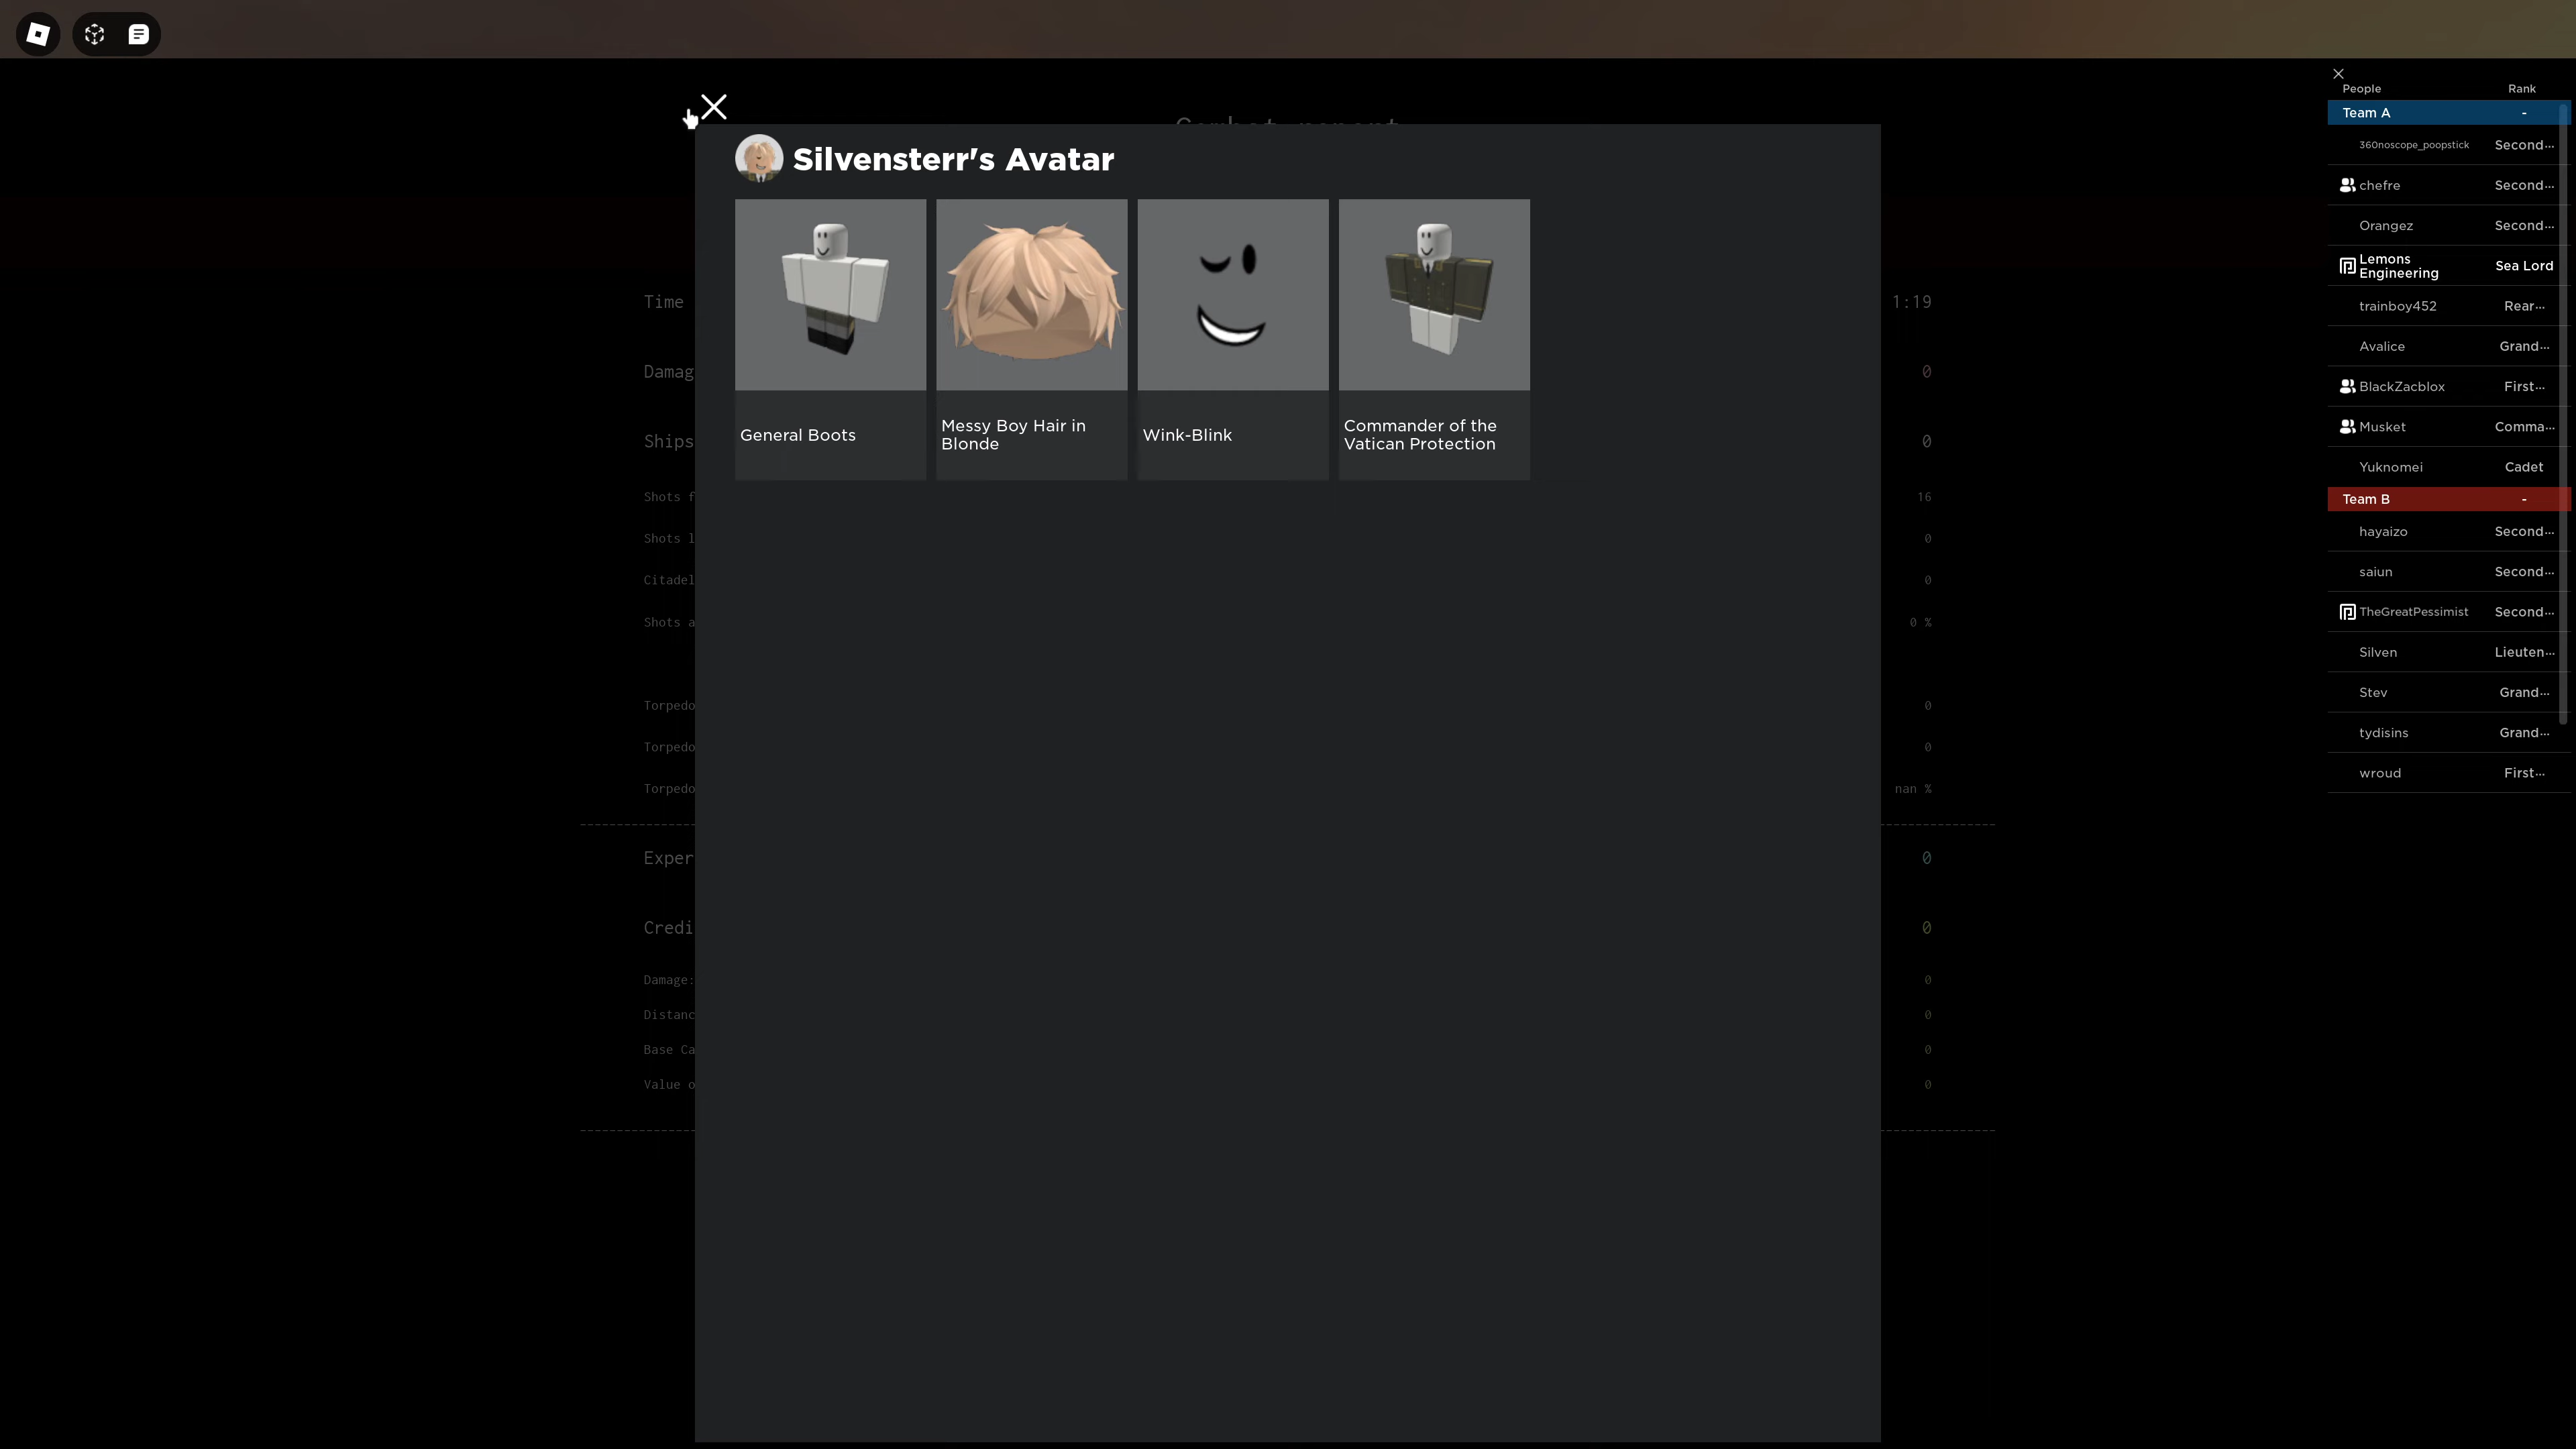 Combat report
Silvensterr's Avatar
General Boots
Messy Boy Hair in
Blonde
Wink-Blink
Commander of the
Vatican Protection
Time
1:19
Damag
0
Ships
0
Shots f
16
Shots l
0
Citadel
0
Shots a
0 %
Torpedo
0
Torpedo
0
Torpedo
nan %
Exper
0
Credi
0
Damage:
0
Distanc
0
Base Ca
0
Value o
0
People Rank
Team A -
360noscope_poopstick Second...
chefre Second...
Orangez Second...
Lemons
Engineering Sea Lord
trainboy452 Rear...
Avalice Grand...
BlackZacblox First...
Musket Comma...
Yuknomei Cadet
Team B -
hayaizo Second...
saiun Second...
TheGreatPessimist Second...
Silven Lieuten...
Stev Grand...
tydisins Grand...
wroud First...